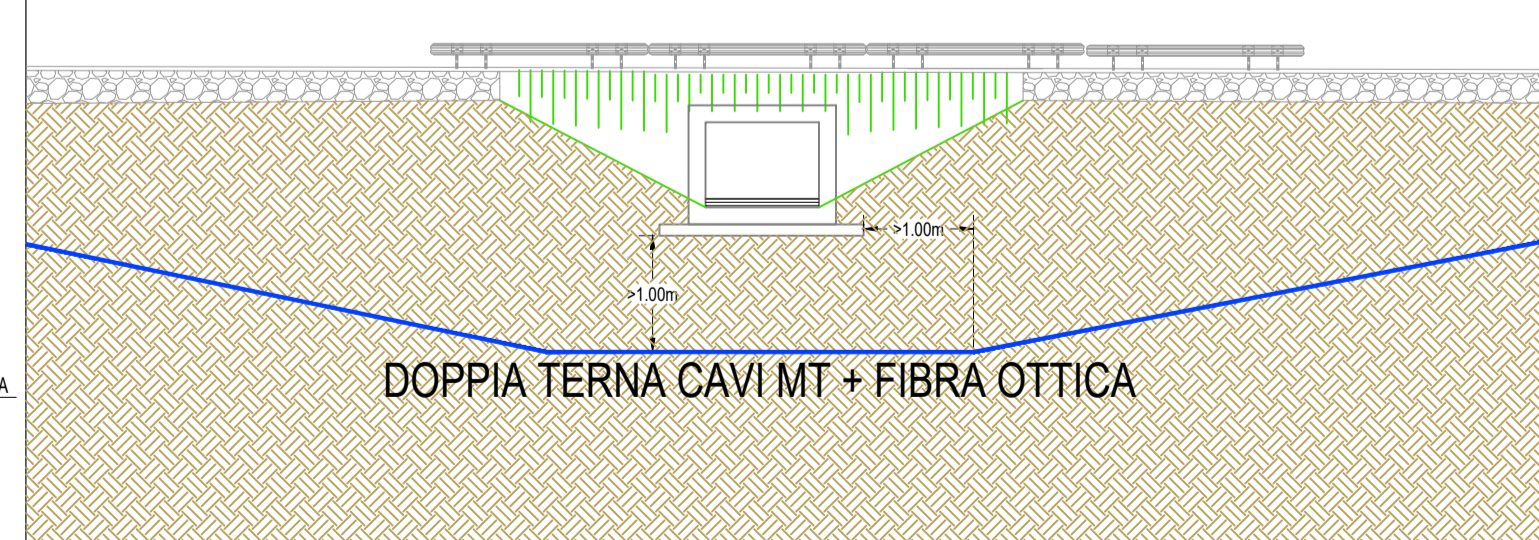 >1.00m
>1.00m
A
DOPPIA TERNA CAVI MT + FIBRA OTTICA